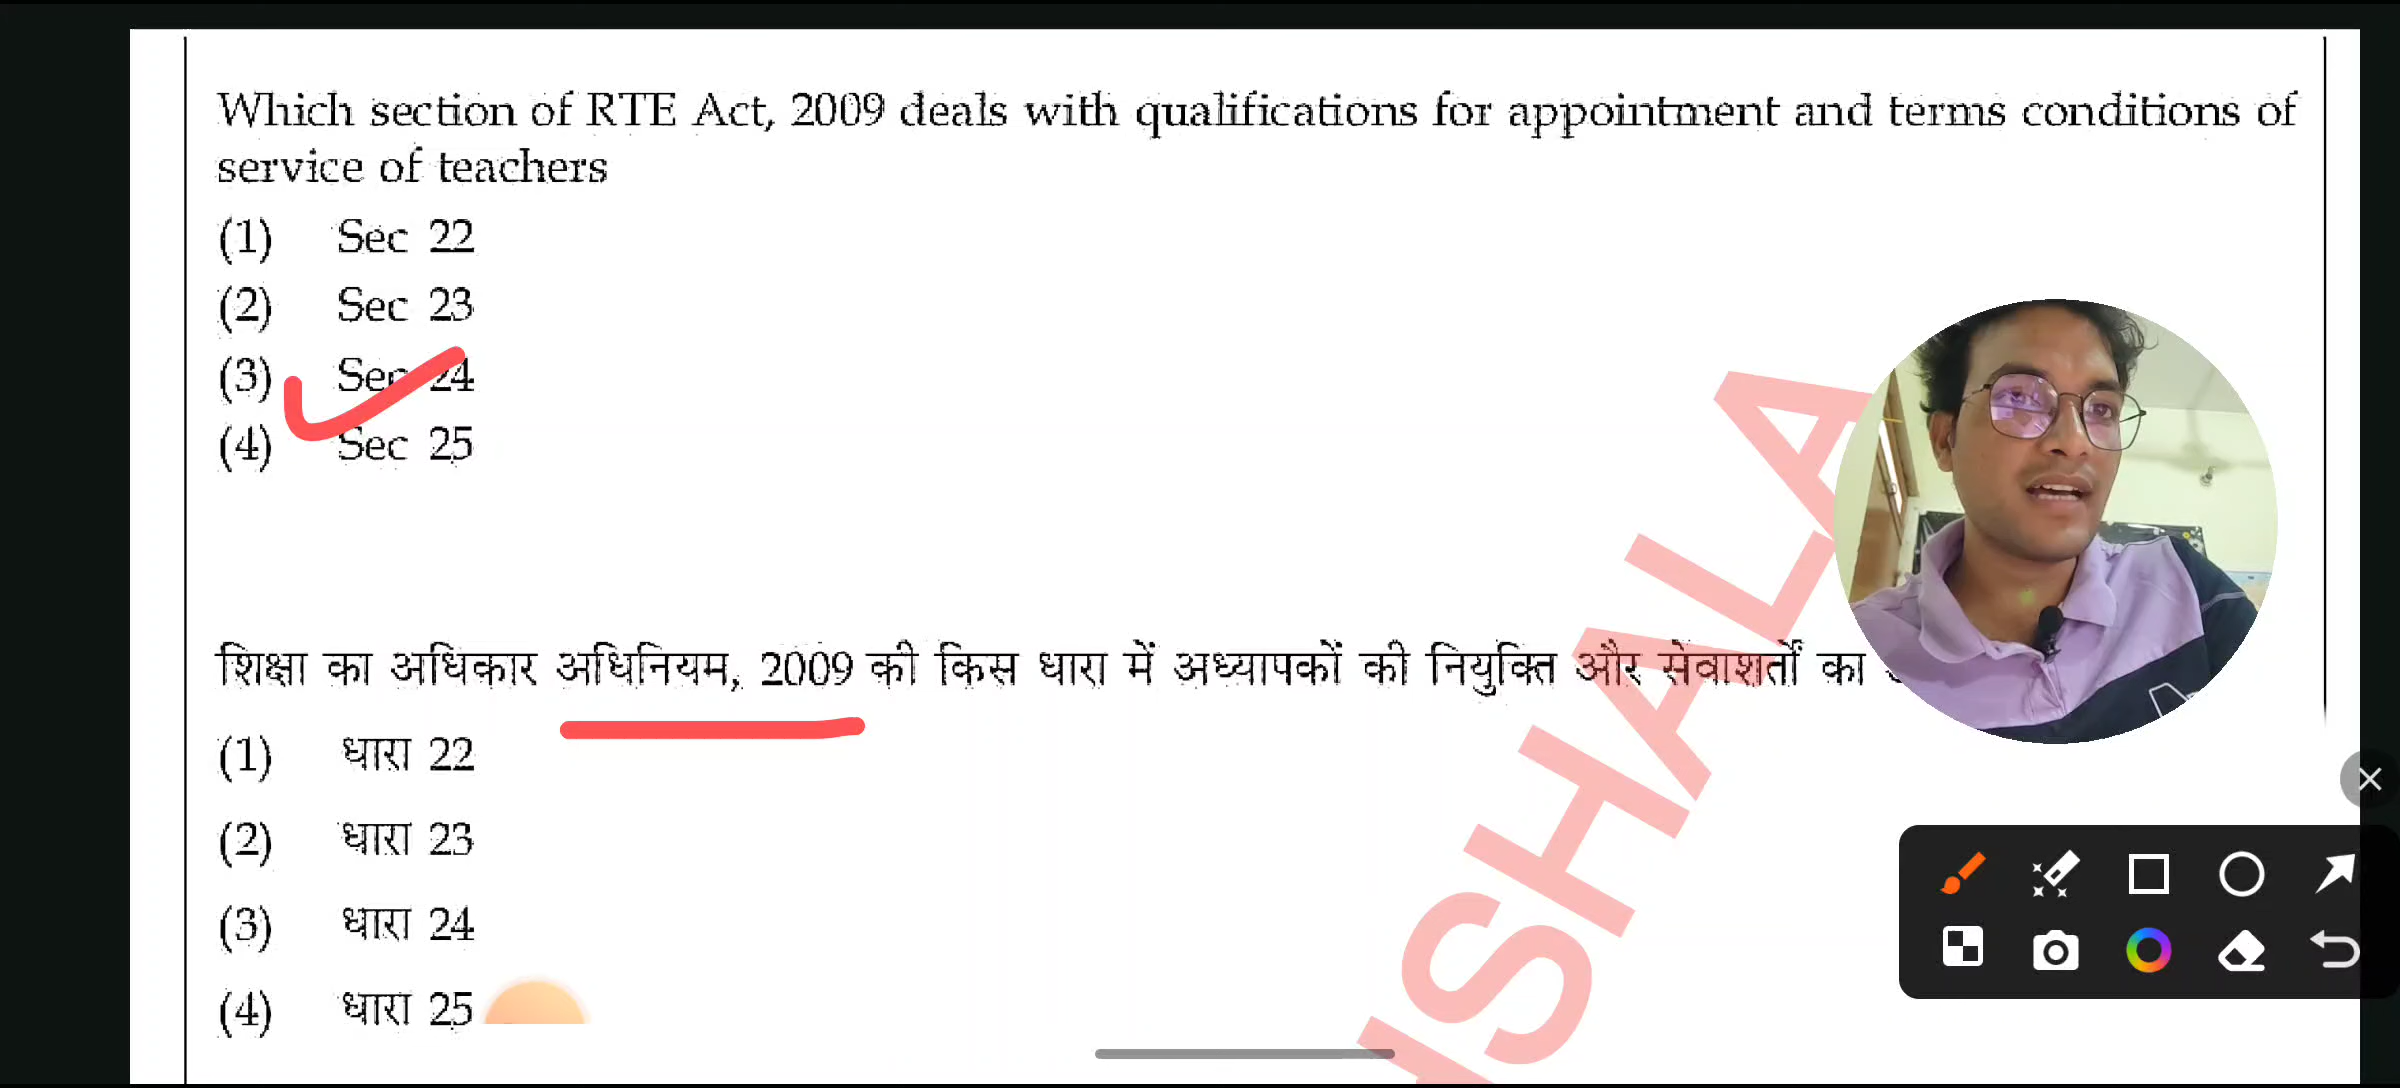 Which section of RTE Act, 2009 deals with qualifications for appointment and terms conditions of
service of teachers
(1) Sec 22
(2) Sec 23
(3) Sec 24
(4) Sec 25
शिक्षा का अधिकार अधिनियम, 2009 की किस धारा में अध्यापकों की नियुक्ति और सेवाशर्तों का
(1) धारा 22
(2) धारा 23
(3) धारा 24
(4) धारा 25
SHALA